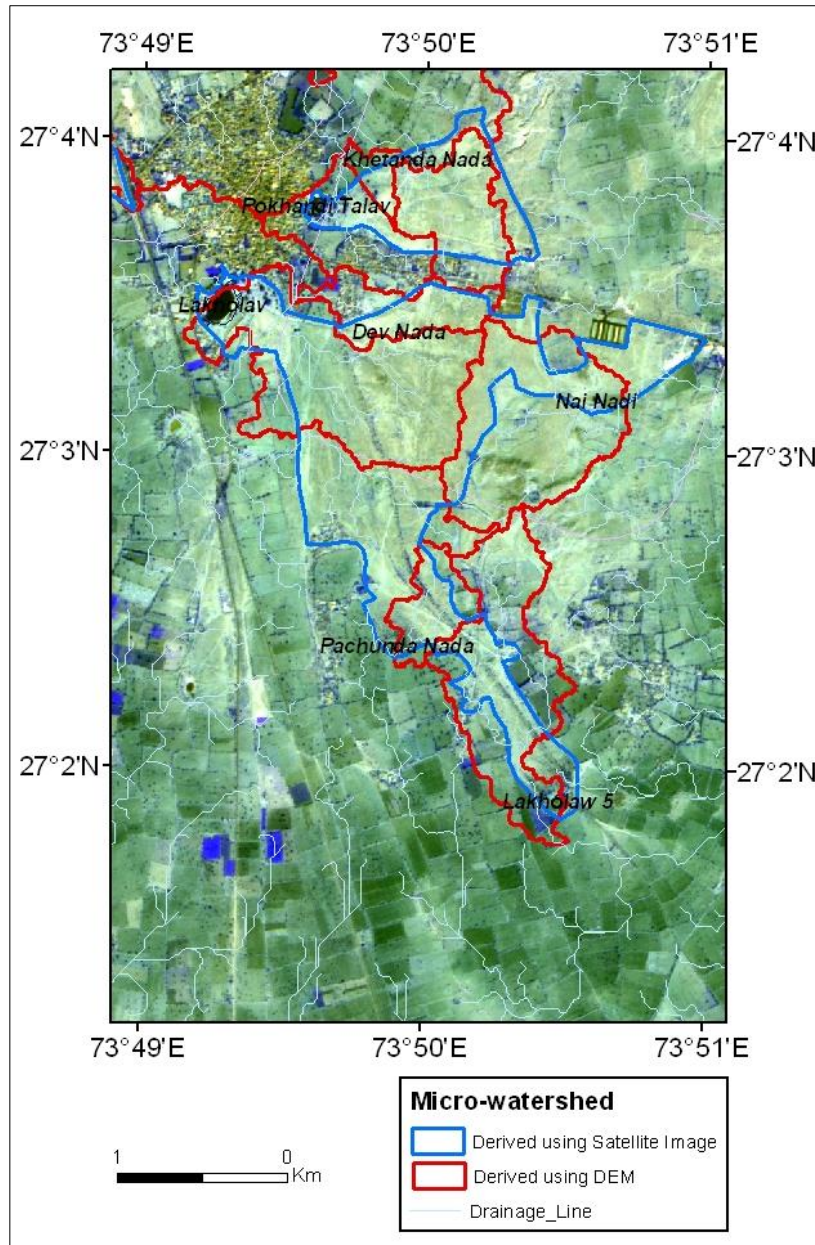 73°49'E 73°50'E 73°51'E
27°4'N 27°4'N
Khetanda Nada
Pokhandi Talav
Lakholav
Dev Nada
Nai Nadi
27°3'N 27°3'N
Pachunda Nada
27°2'N 27°2'N
Lakholaw 5
73°49'E 73°50'E 73°51'E
Micro-watershed
Derived using Satellite Image
Derived using DEM
Drainage_Line
1 0
Km